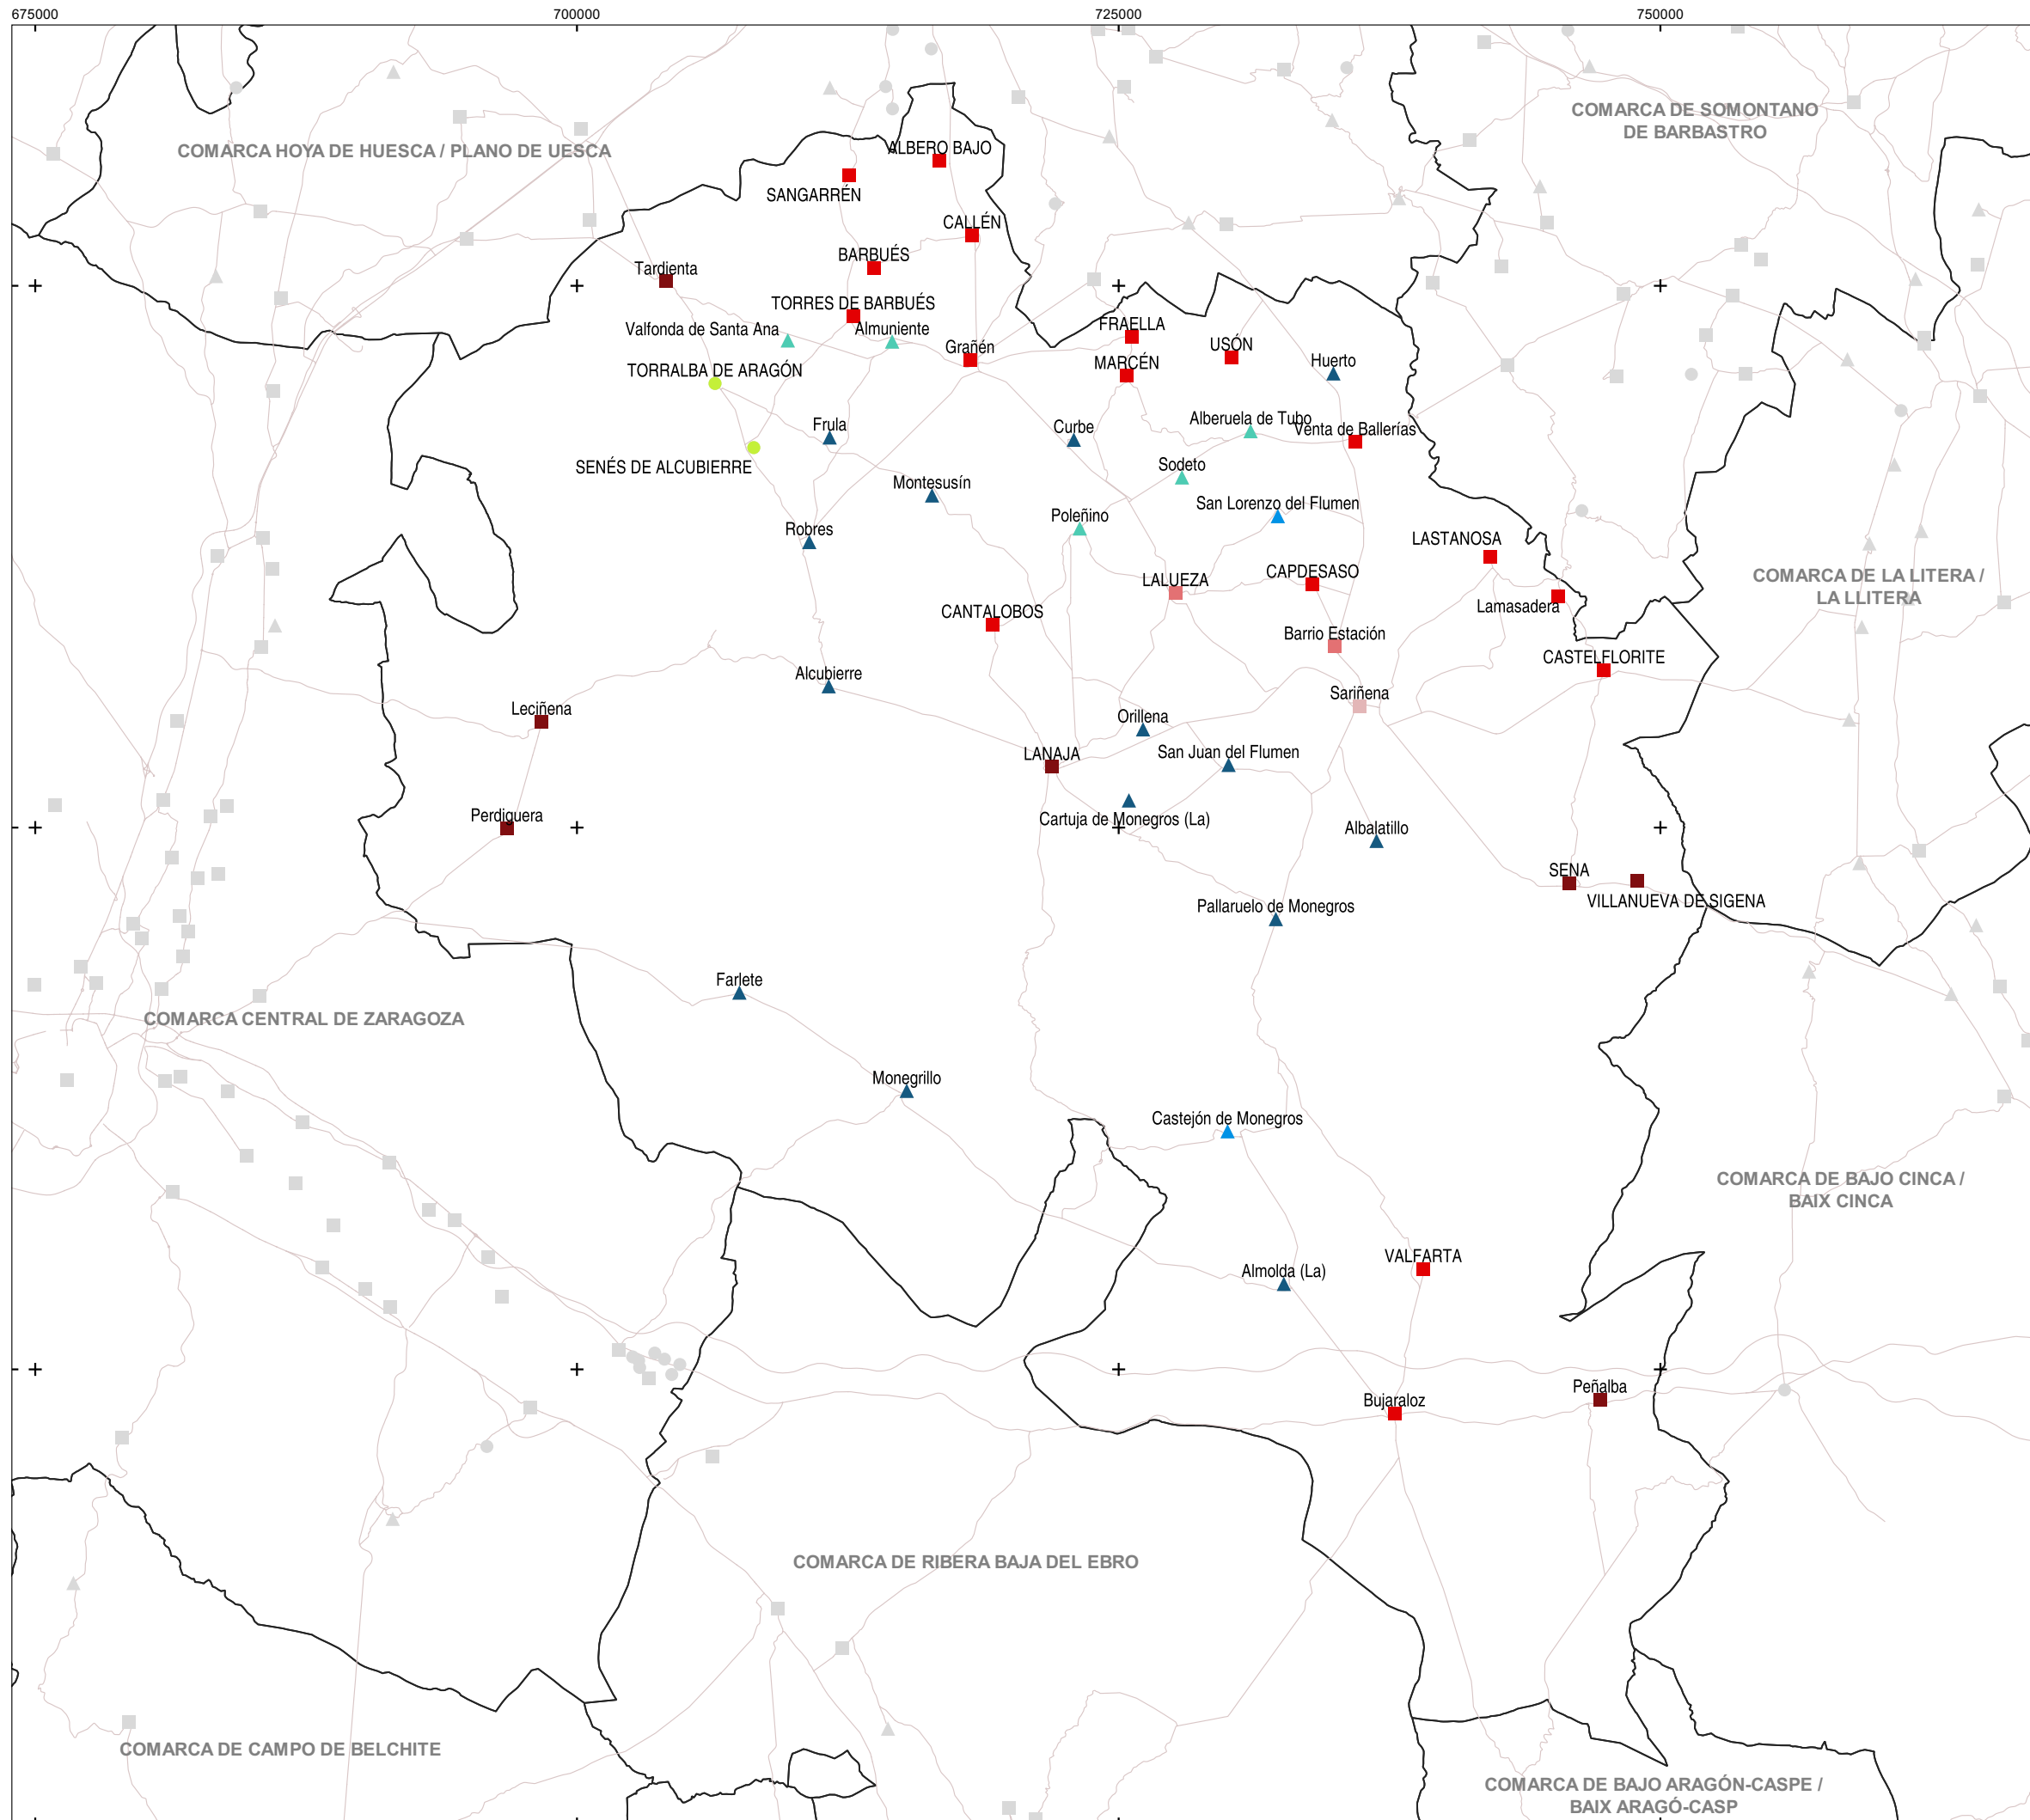 675000
700000
725000
750000
COMARCA DE SOMONTANO
DE BARBASTRO
COMARCA HOYA DE HUESCA / PLANO DE UESCA
ALBERO BAJO
SANGARRÉN
CALLÉN
BARBUÉS
Tardienta
TORRES DE BARBUÉS
Valfonda de Santa Ana
Almuniente
FRAELLA
Grañén
USÓN
MARCÉN
Huerto
TORRALBA DE ARAGÓN
Frula
Curbe
Alberuela de Tubo
Venta de Ballerías
SENÉS DE ALCUBIERRE
Sodeto
Montesusín
San Lorenzo del Flumen
Poleñino
Robres
LASTANOSA
LALUEZA
CAPDESASO
COMARCA DE LA LITERA /
LA LLITERA
CANTALOBOS
Lamasadera
Barrio Estación
CASTELFLORITE
Alcubierre
Sariñena
Leciñena
Orillena
LANAJA
San Juan del Flumen
Perdiguera
Cartuja de Monegros (La)
Albalatillo
SENA
VILLANUEVA DE SIGENA
Pallaruelo de Monegros
Farlete
COMARCA CENTRAL DE ZARAGOZA
Monegrillo
Castejón de Monegros
COMARCA DE BAJO CINCA /
BAIX CINCA
VALFARTA
Almolda (La)
Peñalba
Bujaraloz
COMARCA DE RIBERA BAJA DEL EBRO
COMARCA DE CAMPO DE BELCHITE
COMARCA DE BAJO ARAGÓN-CASPE /
BAIX ARAGÓ-CASP